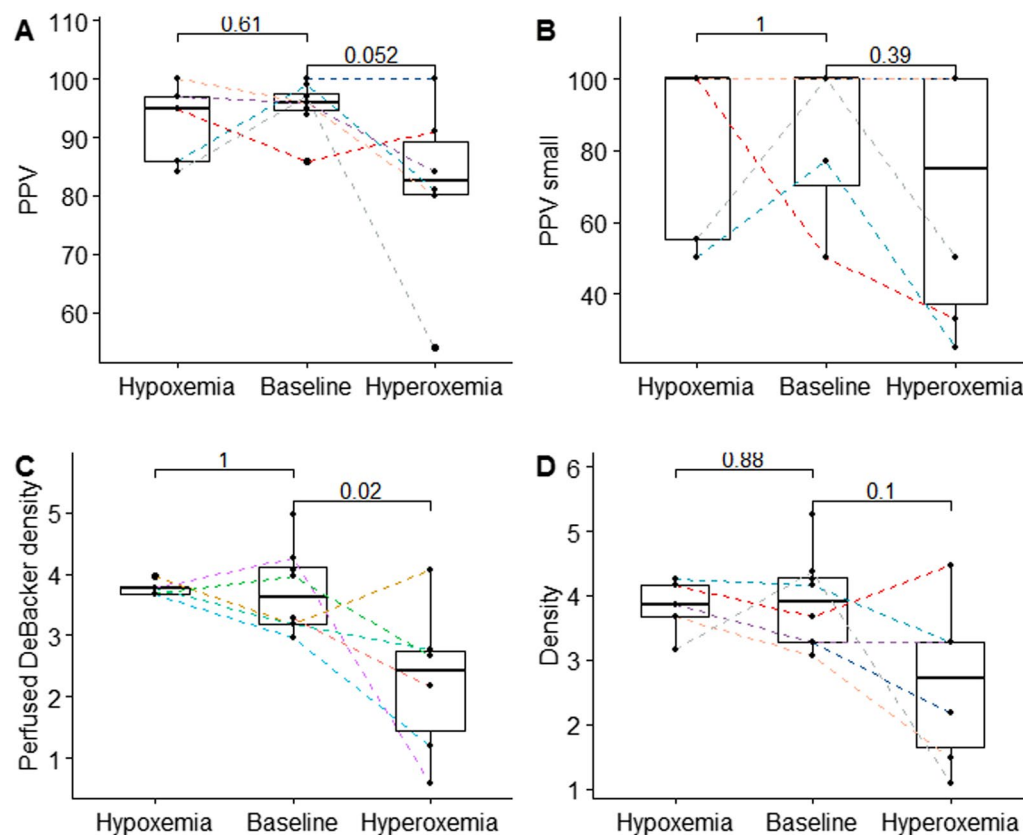 A
B
0.61
0.052
1
0.39
PPV
110
100
90
80
70
60
PPV small
100
80
60
40
Hypoxemia Baseline Hyperoxemia
Hypoxemia Baseline Hyperoxemia
C
D
1
0.02
0.88
0.1
Perfused DeBacker density
5
4
3
2
1
Density
6
5
4
3
2
1
Hypoxemia Baseline Hyperoxemia
Hypoxemia Baseline Hyperoxemia